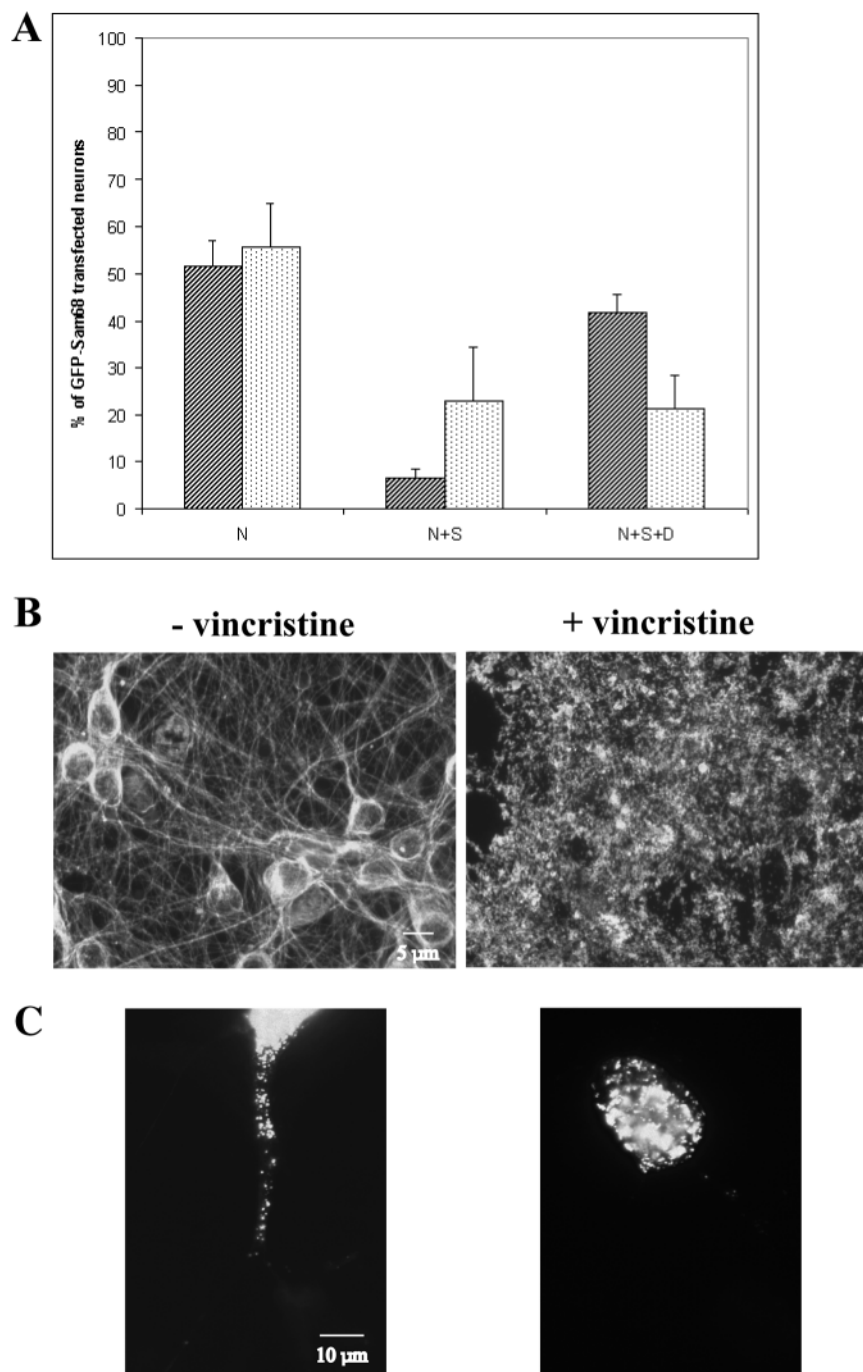 A
100
90
80
70
60
50
40
30
20
10
0
% of GFP-Sam68 transfected neurons
N N+S N+S+D
B
- vincristine + vincristine
5 μm
C
10 μm